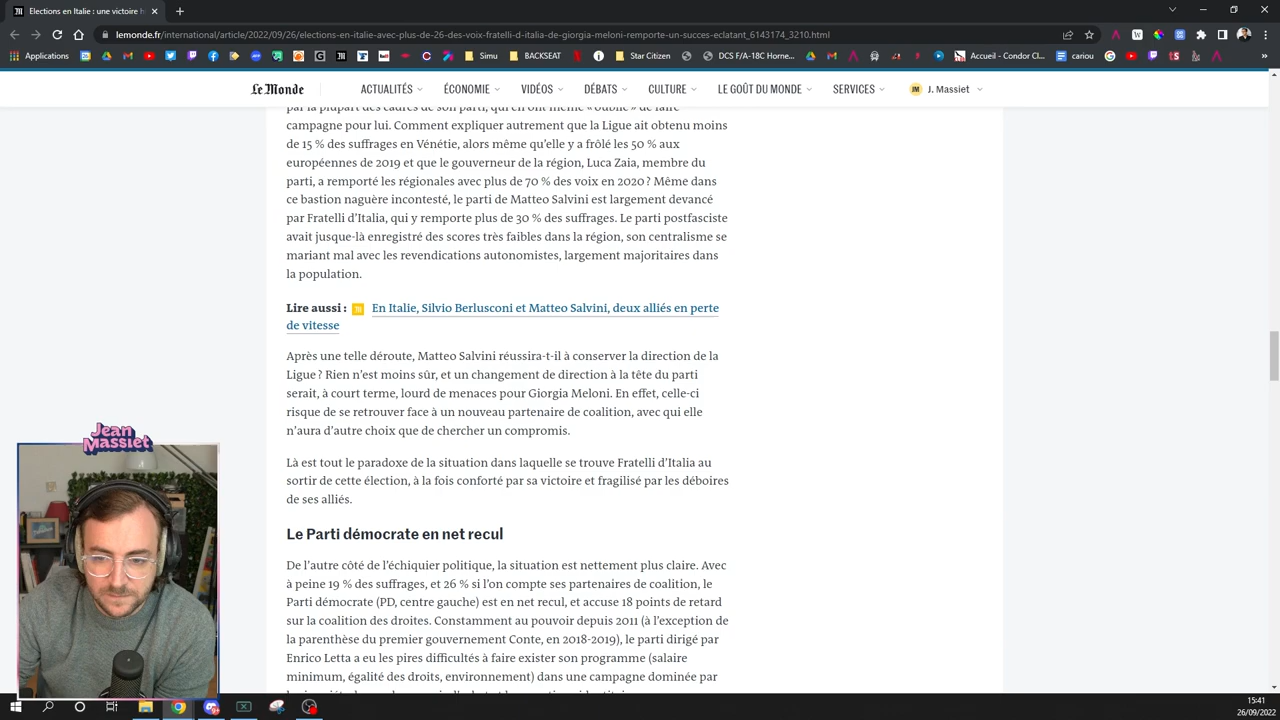 Elections en Italie : une victoire h
lemonde.fr/international/article/2022/09/26/elections-en-italie-avec-plus-de-26-des-voix-fratelli-d-italia-de-giorgia-meloni-remporte-un-succes-eclatant_6143174_3210.html
Applications
Simu
BACKSEAT
Star Citizen
DCS F/A-18C Horne...
Accueil - Condor Cl...
cariou
Le Monde
ACTUALITÉS
ÉCONOMIE
VIDÉOS
DÉBATS
CULTURE
LE GOÛT DU MONDE
SERVICES
JM
J. Massiet
par la plupart des cadres de son parti, qui en ont même « oublié » de faire
campagne pour lui. Comment expliquer autrement que la Ligue ait obtenu moins
de 15 % des suffrages en Vénétie, alors même qu’elle y a frôlé les 50 % aux
européennes de 2019 et que le gouverneur de la région, Luca Zaia, membre du
parti, a remporté les régionales avec plus de 70 % des voix en 2020 ? Même dans
ce bastion naguère incontesté, le parti de Matteo Salvini est largement devancé
par Fratelli d’Italia, qui y remporte plus de 30 % des suffrages. Le parti postfasciste
avait jusque-là enregistré des scores très faibles dans la région, son centralisme se
mariant mal avec les revendications autonomistes, largement majoritaires dans
la population.
Lire aussi : En Italie, Silvio Berlusconi et Matteo Salvini, deux alliés en perte
de vitesse
Après une telle déroute, Matteo Salvini réussira-t-il à conserver la direction de la
Ligue ? Rien n’est moins sûr, et un changement de direction à la tête du parti
serait, à court terme, lourd de menaces pour Giorgia Meloni. En effet, celle-ci
risque de se retrouver face à un nouveau partenaire de coalition, avec qui elle
n’aura d’autre choix que de chercher un compromis.
Là est tout le paradoxe de la situation dans laquelle se trouve Fratelli d’Italia au
sortir de cette élection, à la fois conforté par sa victoire et fragilisé par les déboires
de ses alliés.
Le Parti démocrate en net recul
De l’autre côté de l’échiquier politique, la situation est nettement plus claire. Avec
à peine 19 % des suffrages, et 26 % si l’on compte ses partenaires de coalition, le
Parti démocrate (PD, centre gauche) est en net recul, et accuse 18 points de retard
sur la coalition des droites. Constamment au pouvoir depuis 2011 (à l’exception de
la parenthèse du premier gouvernement Conte, en 2018-2019), le parti dirigé par
Enrico Letta a eu les pires difficultés à faire exister son programme (salaire
minimum, égalité des droits, environnement) dans une campagne dominée par
Jean
Massiet
15:41
26/09/2022